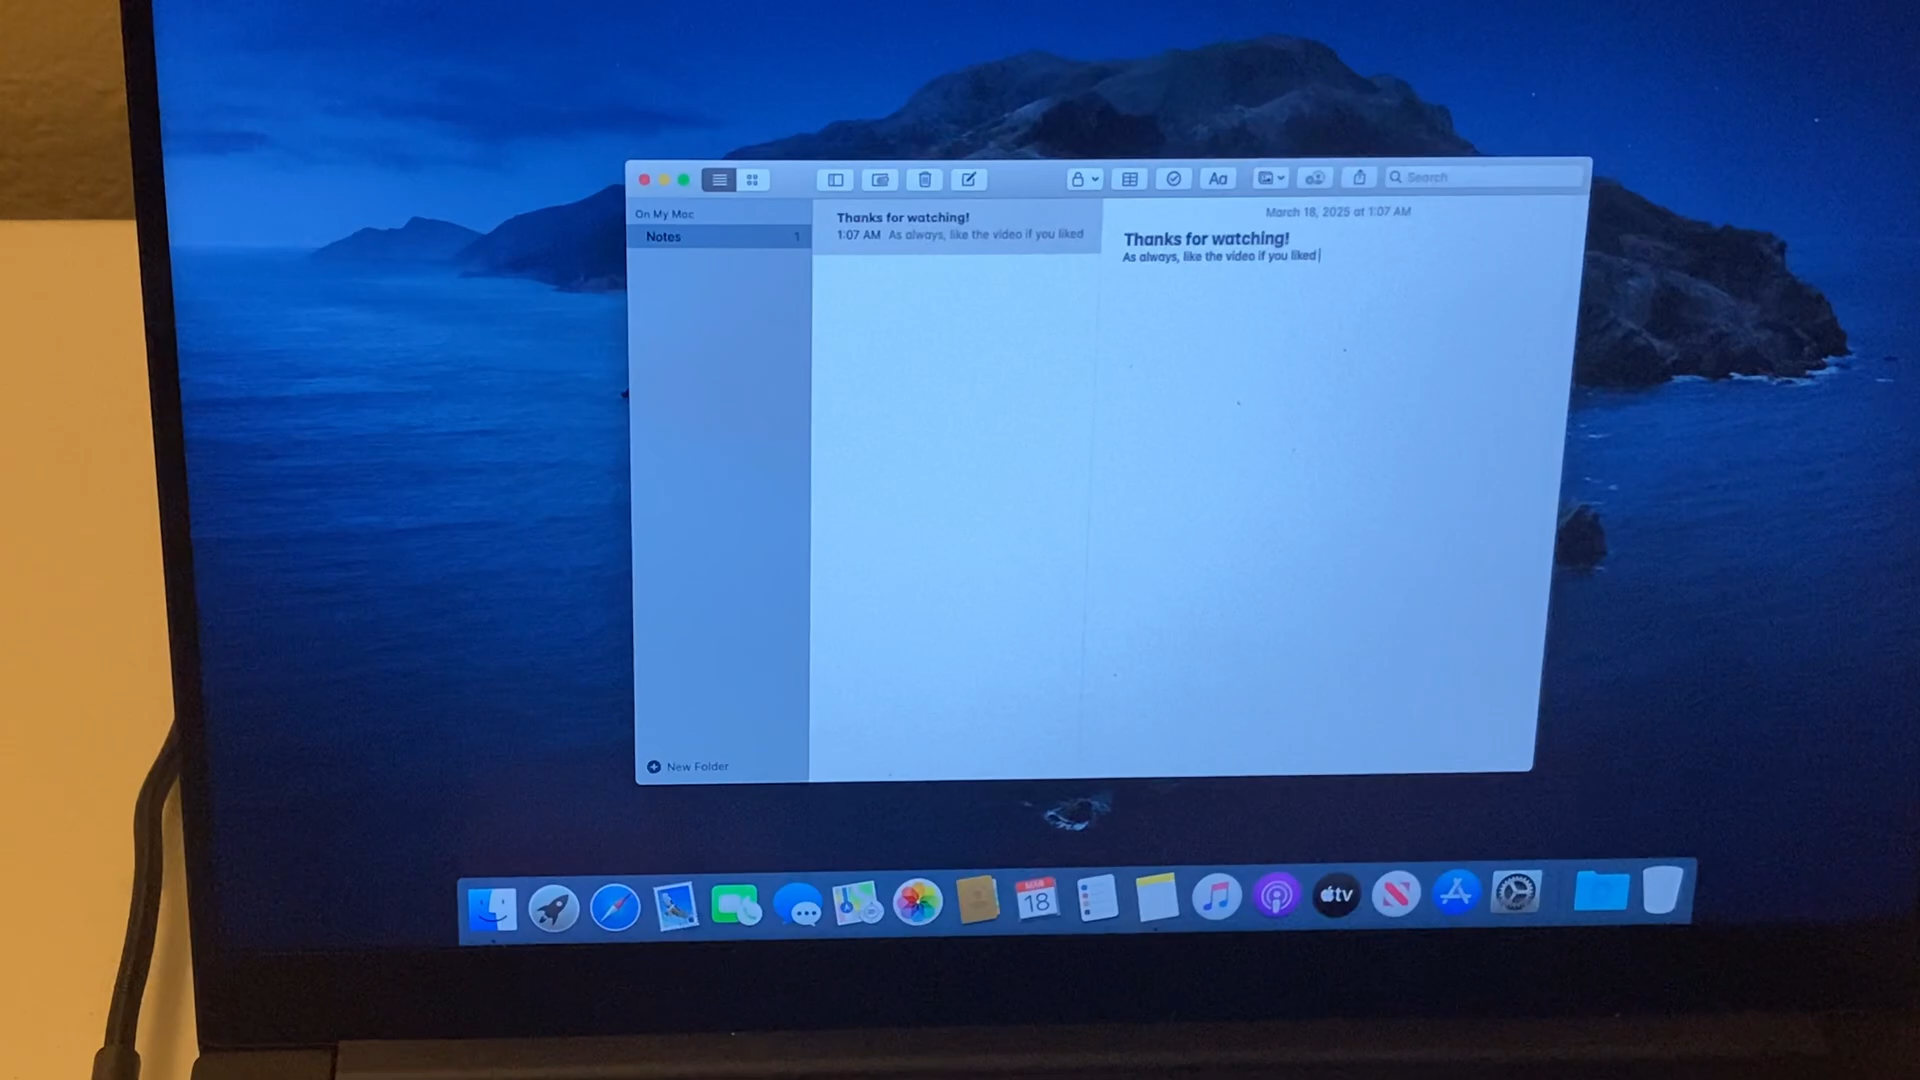 Search
On My Mac
Notes 1
Thanks for watching!
1:07 AM As always, like the video if you liked
March 18, 2025 at 1:07 AM
Thanks for watching!
As always, like the video if you liked
Aa
New Folder
MAR
18
tv